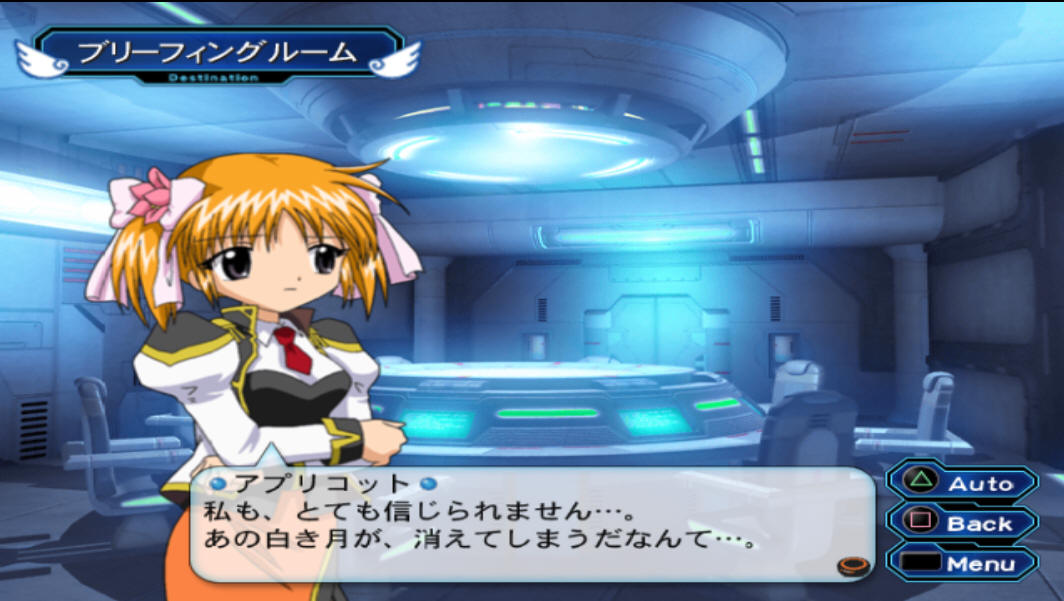 ブリーフィングルーム
Destination
アプリコット
私も、とても信じられません…。
あの白き月が、消えてしまうだなんて…。
Auto
Back
Menu